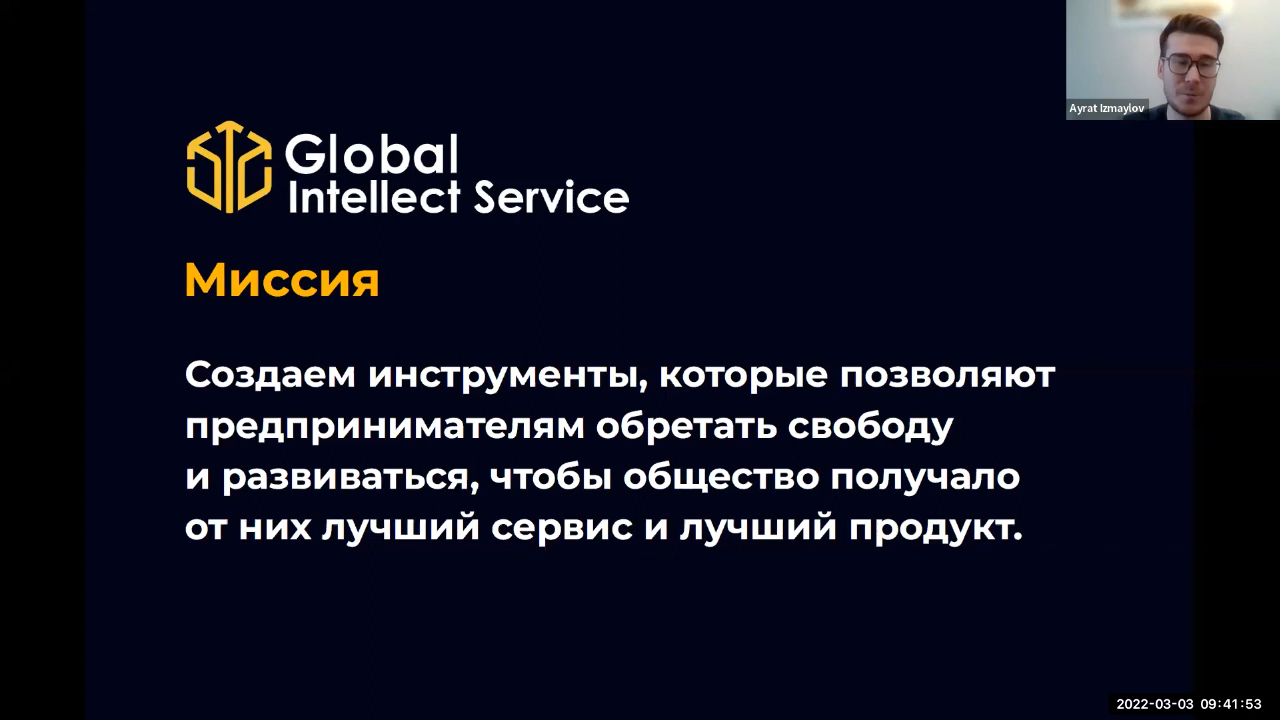 Global
Intellect Service
Миссия
Создаем инструменты, которые позволяют
предпринимателям обретать свободу
и развиваться, чтобы общество получало
от них лучший сервис и лучший продукт.
Ayrat Izmaylov
2022-03-03 09:41:53